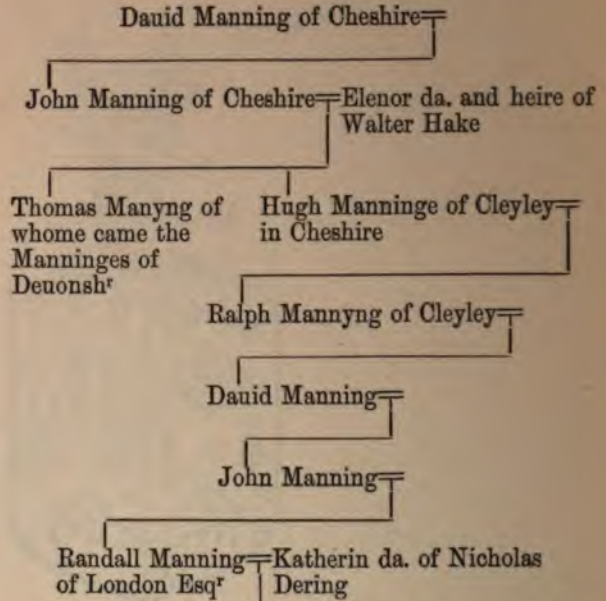 Dauid Manning of Cheshire
John Manning of Cheshire Elenor da. and heire of
Walter Hake
Thomas Manyng of
whome came the
Manninges of
Deuonshʳ
Hugh Manninge of Cleyley
in Cheshire
Ralph Mannyng of Cleyley
Dauid Manning
John Manning
Randall Manning
of London Esqʳ
Katherin da. of Nicholas
Dering